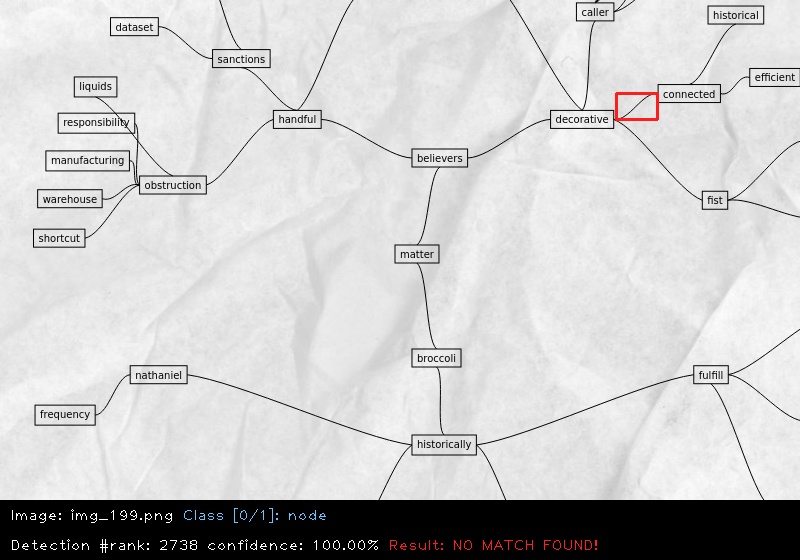 caller
historical
dataset
sanctions
efficient
liquids
connected
responsibility
handful
decorative
manufacturing
believers
obstruction
warehouse
fist
shortcut
matter
broccoli
nathaniel
fulfill
frequency
historically
Image: img_199.png Class [0/1]: node
Detection #rank: 2738 confidence: 100.00% Result: NO MATCH FOUND!